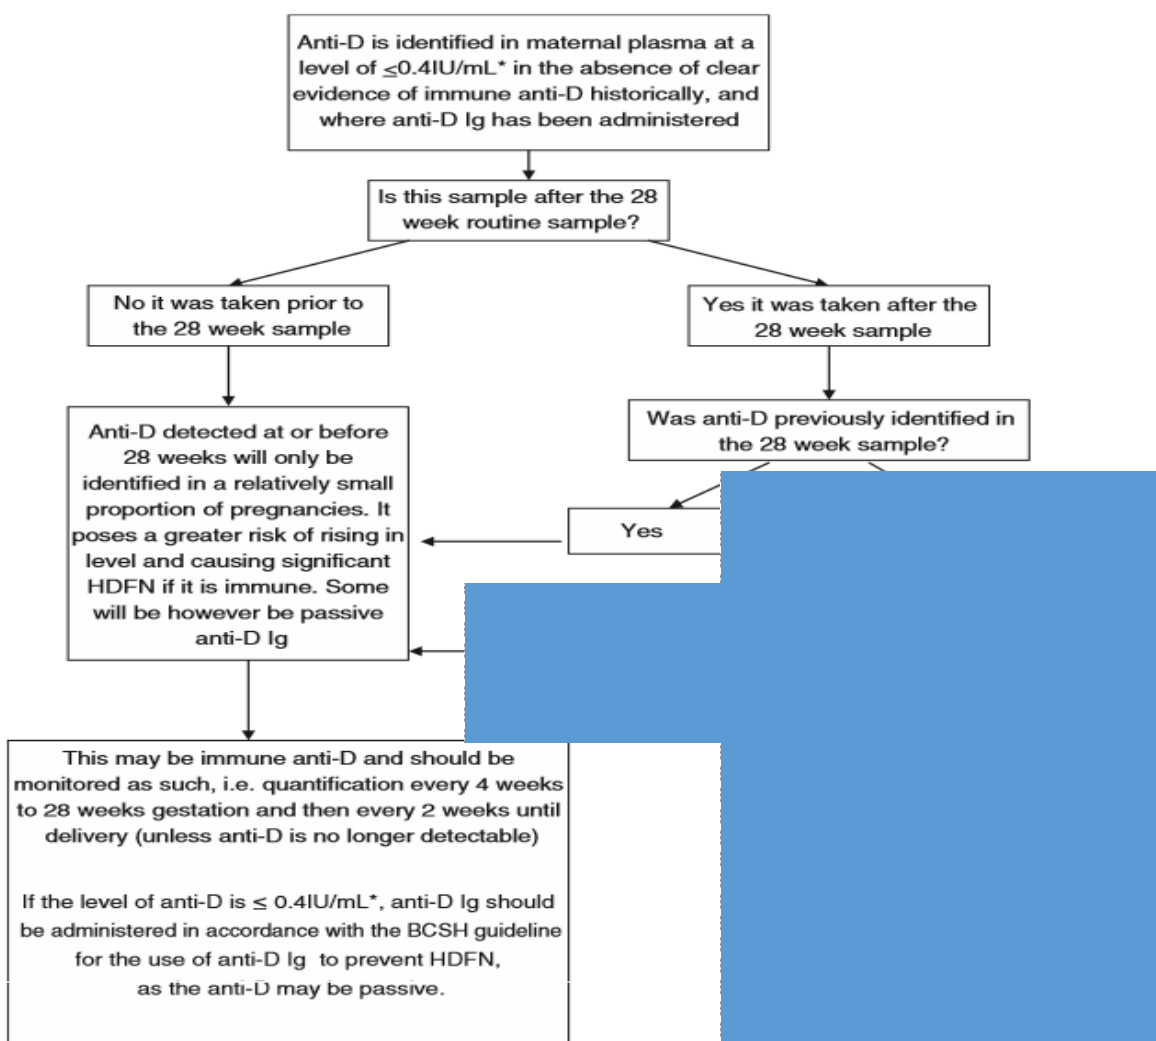 Anti-D is identified in maternal plasma at a
level of ≤0.4IU/mL* in the absence of clear
evidence of immune anti-D historically, and
where anti-D Ig has been administered
Is this sample after the 28
week routine sample?
No it was taken prior to
the 28 week sample
Yes it was taken after the
28 week sample
Anti-D detected at or before
28 weeks will only be
identified in a relatively small
proportion of pregnancies. It
poses a greater risk of rising in
level and causing significant
HDFN if it is immune. Some
will be however be passive
anti-D Ig
Was anti-D previously identified in
the 28 week sample?
Yes
This may be immune anti-D and should be
monitored as such, i.e. quantification every 4 weeks
to 28 weeks gestation and then every 2 weeks until
delivery (unless anti-D is no longer detectable)
If the level of anti-D is ≤ 0.4IU/mL*, anti-D Ig should
be administered in accordance with the BCSH guideline
for the use of anti-D Ig to prevent HDFN,
as the anti-D may be passive.